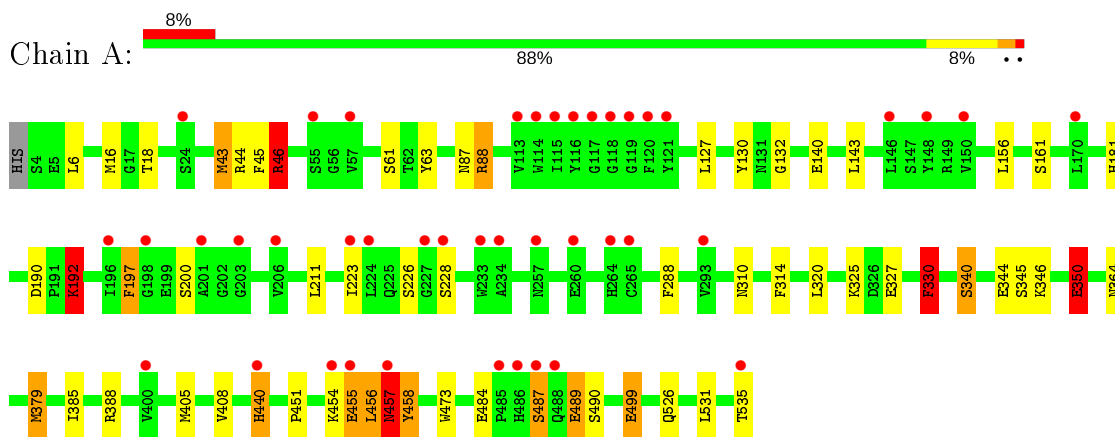 8%
Chain A:
88%
8%
HIS S4 E5 L6 M16 G17 T18 S24 M43 R44 F45 R46 S55 G56 V57 S61 T62 Y63 N87 R88 V113 W114 I115 Y116 G117 G118 G119 F120 Y121 L127 Y130 N131 G132 E140 L143 L146 S147 Y148 R149 V150 L156 S161 L170 H181
D190 P191 K192 I196 F197 G198 E199 S200 A201 G202 G203 V206 L211 I223 L224 Q225 S226 G227 S228 W233 A234 N257 E260 H264 C265 F288 V293 N310 F314 L320 K325 D326 E327 F330 S340 E344 S345 K346 E350 N364
M379 I385 R388 V400 M405 V408 H440 P451 K454 E455 L456 N457 Y458 W473 E484 P485 H486 S487 Q488 E489 S490 E499 Q526 L531 T535